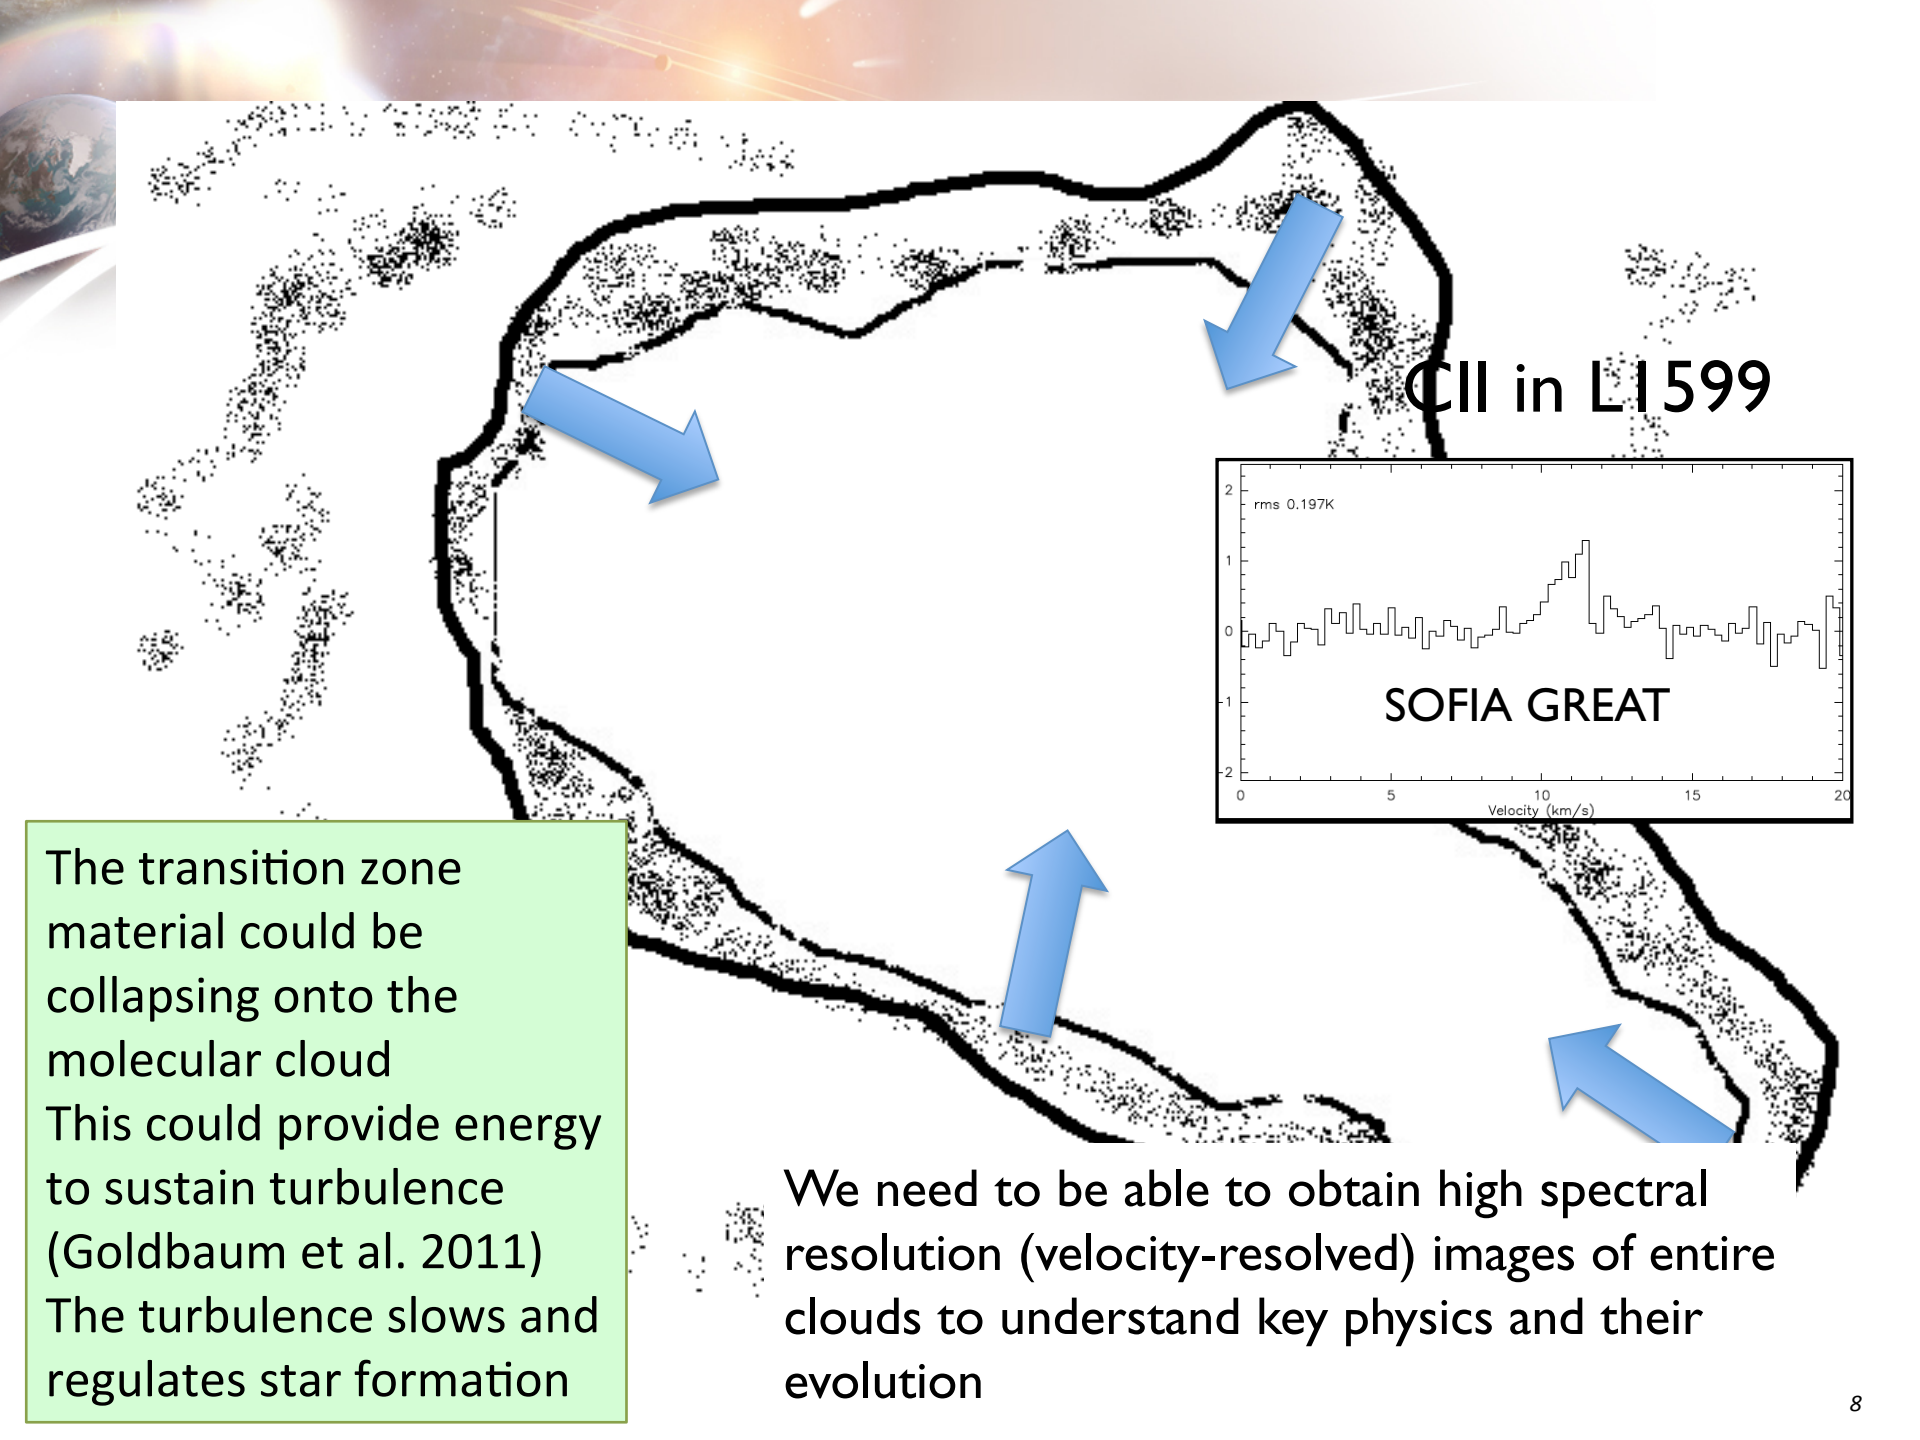 CII in L1599
2
rms 0.197K
1
0
-1
SOFIA GREAT
-2
0 5 10 15 20
Velocity (km/s)
The transition zone
material could be
collapsing onto the
molecular cloud
This could provide energy
to sustain turbulence
(Goldbaum et al. 2011)
The turbulence slows and
regulates star formation
We need to be able to obtain high spectral
resolution (velocity-resolved) images of entire
clouds to understand key physics and their
evolution
8